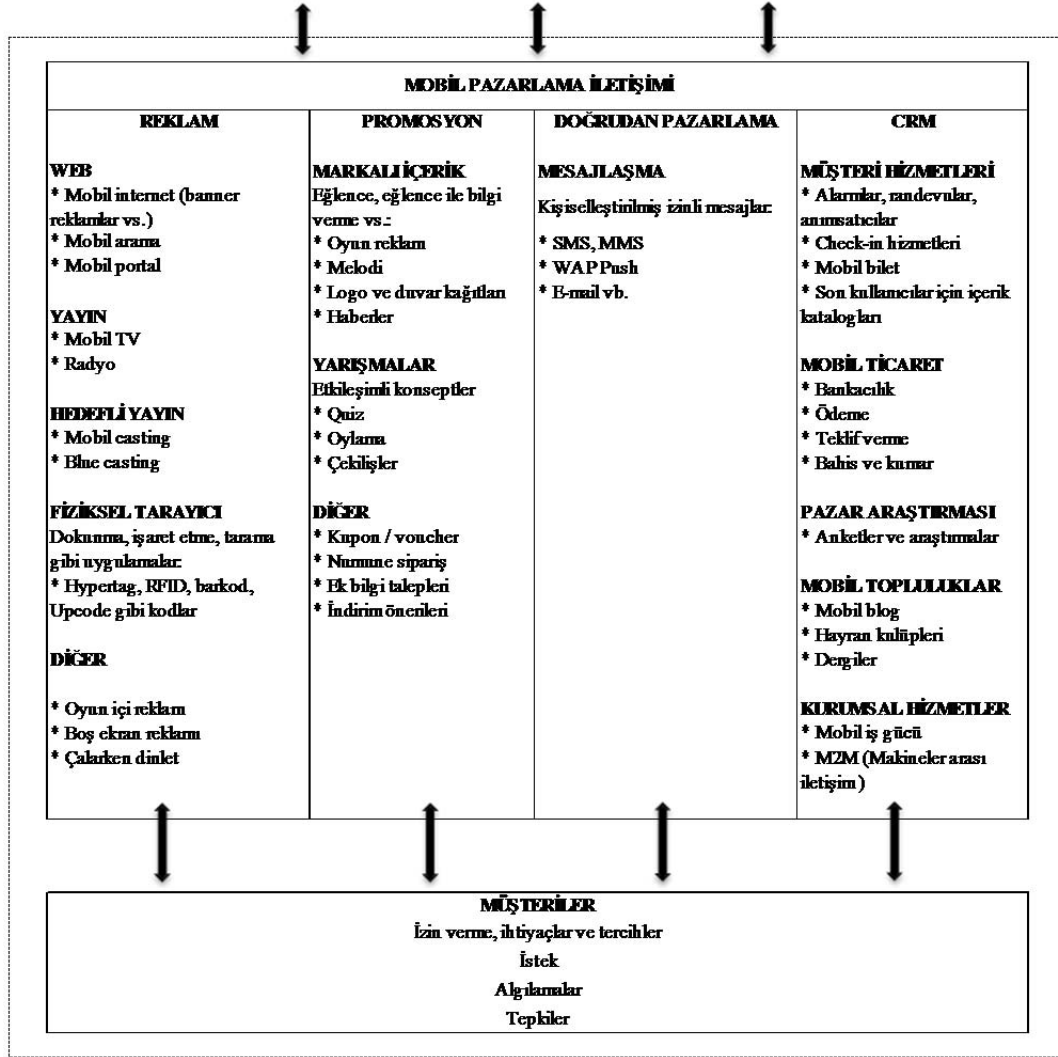 MOBİL PAZARLAMA İLETİŞİMİ
REKLAM
WEB
* Mobil internet (banner
reklamlar vs.)
* Mobil arama
* Mobil portal
YAYIN
* Mobil TV
* Radyo
HEDEFLİ YAYIN
* Mobil casting
* Blue casting
FİZİKSEL TARAYICI
Dokunma, işaret etme, tarama
gibi uygulamalar:
* Hypertag, RFID, barkod,
Upcode gibi kodlar
DİĞER
* Oyun içi reklam
* Boş ekran reklamı
* Çalarken dinlet
PROMOSYON
MARKALI İÇERİK
Eğlence, eğlence ile bilgi
verme vs.:
* Oyun reklam
* Melodi
* Logo ve duvar kağıtları
* Haberler
YARIŞMALAR
Etkileşimli konseptler
* Quiz
* Oylama
* Çekilişler
DİĞER
* Kupon / voucher
* Numune sipariş
* Ek bilgi talepleri
* İndirim önerileri
DOĞRUDAN PAZARLAMA
MESAJLAŞMA
Kişiselleştirilmiş izinli mesajlar:
* SMS, MMS
* WAP Push
* E-mail vb.
CRM
MÜŞTERİ HİZMETLERİ
* Alarmlar, randevular,
anımsatıcılar
* Check-in hizmetleri
* Mobil bilet
* Son kullanıcılar için içerik
katalogları
MOBİL TİCARET
* Bankacılık
* Ödeme
* Teklif verme
* Bahis ve kumar
PAZAR ARAŞTIRMASI
* Anketler ve araştırmalar
MOBİL TOPLULUKLAR
* Mobil blog
* Hayran kulüpleri
* Dergiler
KURUMSAL HİZMETLER
* Mobil iş gücü
* M2M (Makineler arası
iletişim )
MÜŞTERİLER
İzin verme, ihtiyaçlar ve tercihler
İstek
Algılamalar
Tepkiler